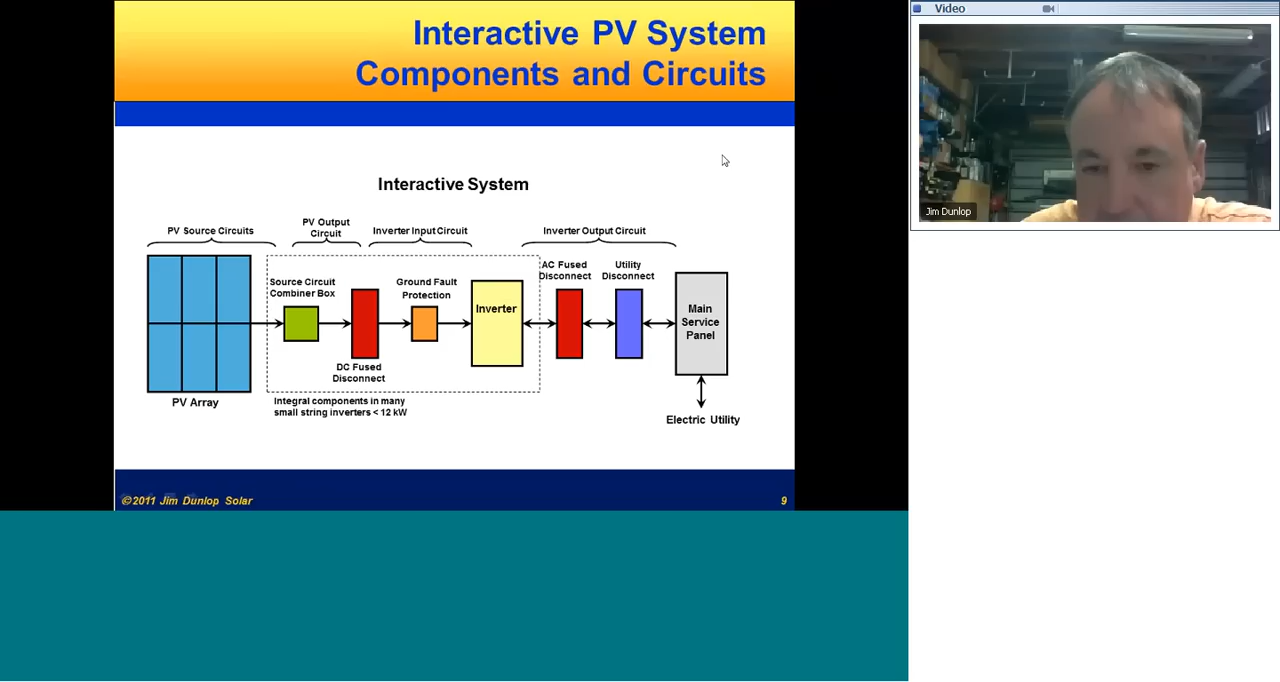 Interactive PV System
Components and Circuits
Interactive System
PV Source Circuits
PV Output
Circuit
Inverter Input Circuit
Inverter Output Circuit
Source Circuit
Combiner Box
Ground Fault
Protection
AC Fused
Disconnect
Utility
Disconnect
Inverter
Main
Service
Panel
DC Fused
Disconnect
PV Array
Integral components in many
small string inverters < 12 kW
Electric Utility
©2011 Jim Dunlop Solar
9
Video
Jim Dunlop